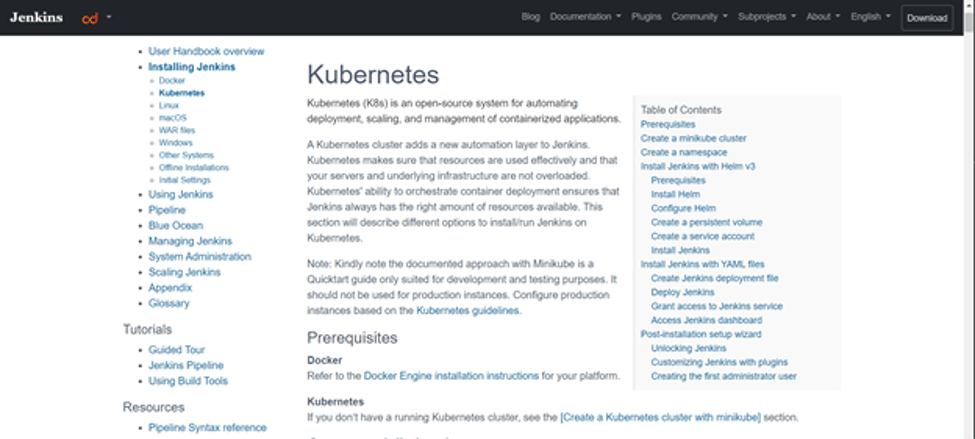 Jenkins
cd
Blog Documentation Plugins Community Subprojects About English Download
User Handbook overview
Installing Jenkins
Docker
Kubernetes
Linux
macOS
WAR files
Windows
Other Systems
Offline Installations
Initial Settings
Using Jenkins
Pipeline
Blue Ocean
Managing Jenkins
System Administration
Scaling Jenkins
Appendix
Glossary
Tutorials
Guided Tour
Jenkins Pipeline
Using Build Tools
Resources
Pipeline Syntax reference
Kubernetes
Kubernetes (K8s) is an open-source system for automating
deployment, scaling, and management of containerized applications.
A Kubernetes cluster adds a new automation layer to Jenkins.
Kubernetes makes sure that resources are used effectively and that
your servers and underlying infrastructure are not overloaded.
Kubernetes' ability to orchestrate container deployment ensures that
Jenkins always has the right amount of resources available. This
section will describe different options to install/run Jenkins on
Kubernetes.
Note: Kindly note the documented approach with Minikube is a
Quicktart guide only suited for development and testing purposes. It
should not be used for production instances. Configure production
instances based on the Kubernetes guidelines.
Prerequisites
Docker
Refer to the Docker Engine installation instructions for your platform.
Kubernetes
If you don't have a running Kubernetes cluster, see the [Create a Kubernetes cluster with minikube] section.
Table of Contents
Prerequisites
Create a minikube cluster
Create a namespace
Install Jenkins with Helm v3
Prerequisites
Install Helm
Configure Helm
Create a persistent volume
Create a service account
Install Jenkins
Install Jenkins with YAML files
Create Jenkins deployment file
Deploy Jenkins
Grant access to Jenkins service
Access Jenkins dashboard
Post-installation setup wizard
Unlocking Jenkins
Customizing Jenkins with plugins
Creating the first administrator user